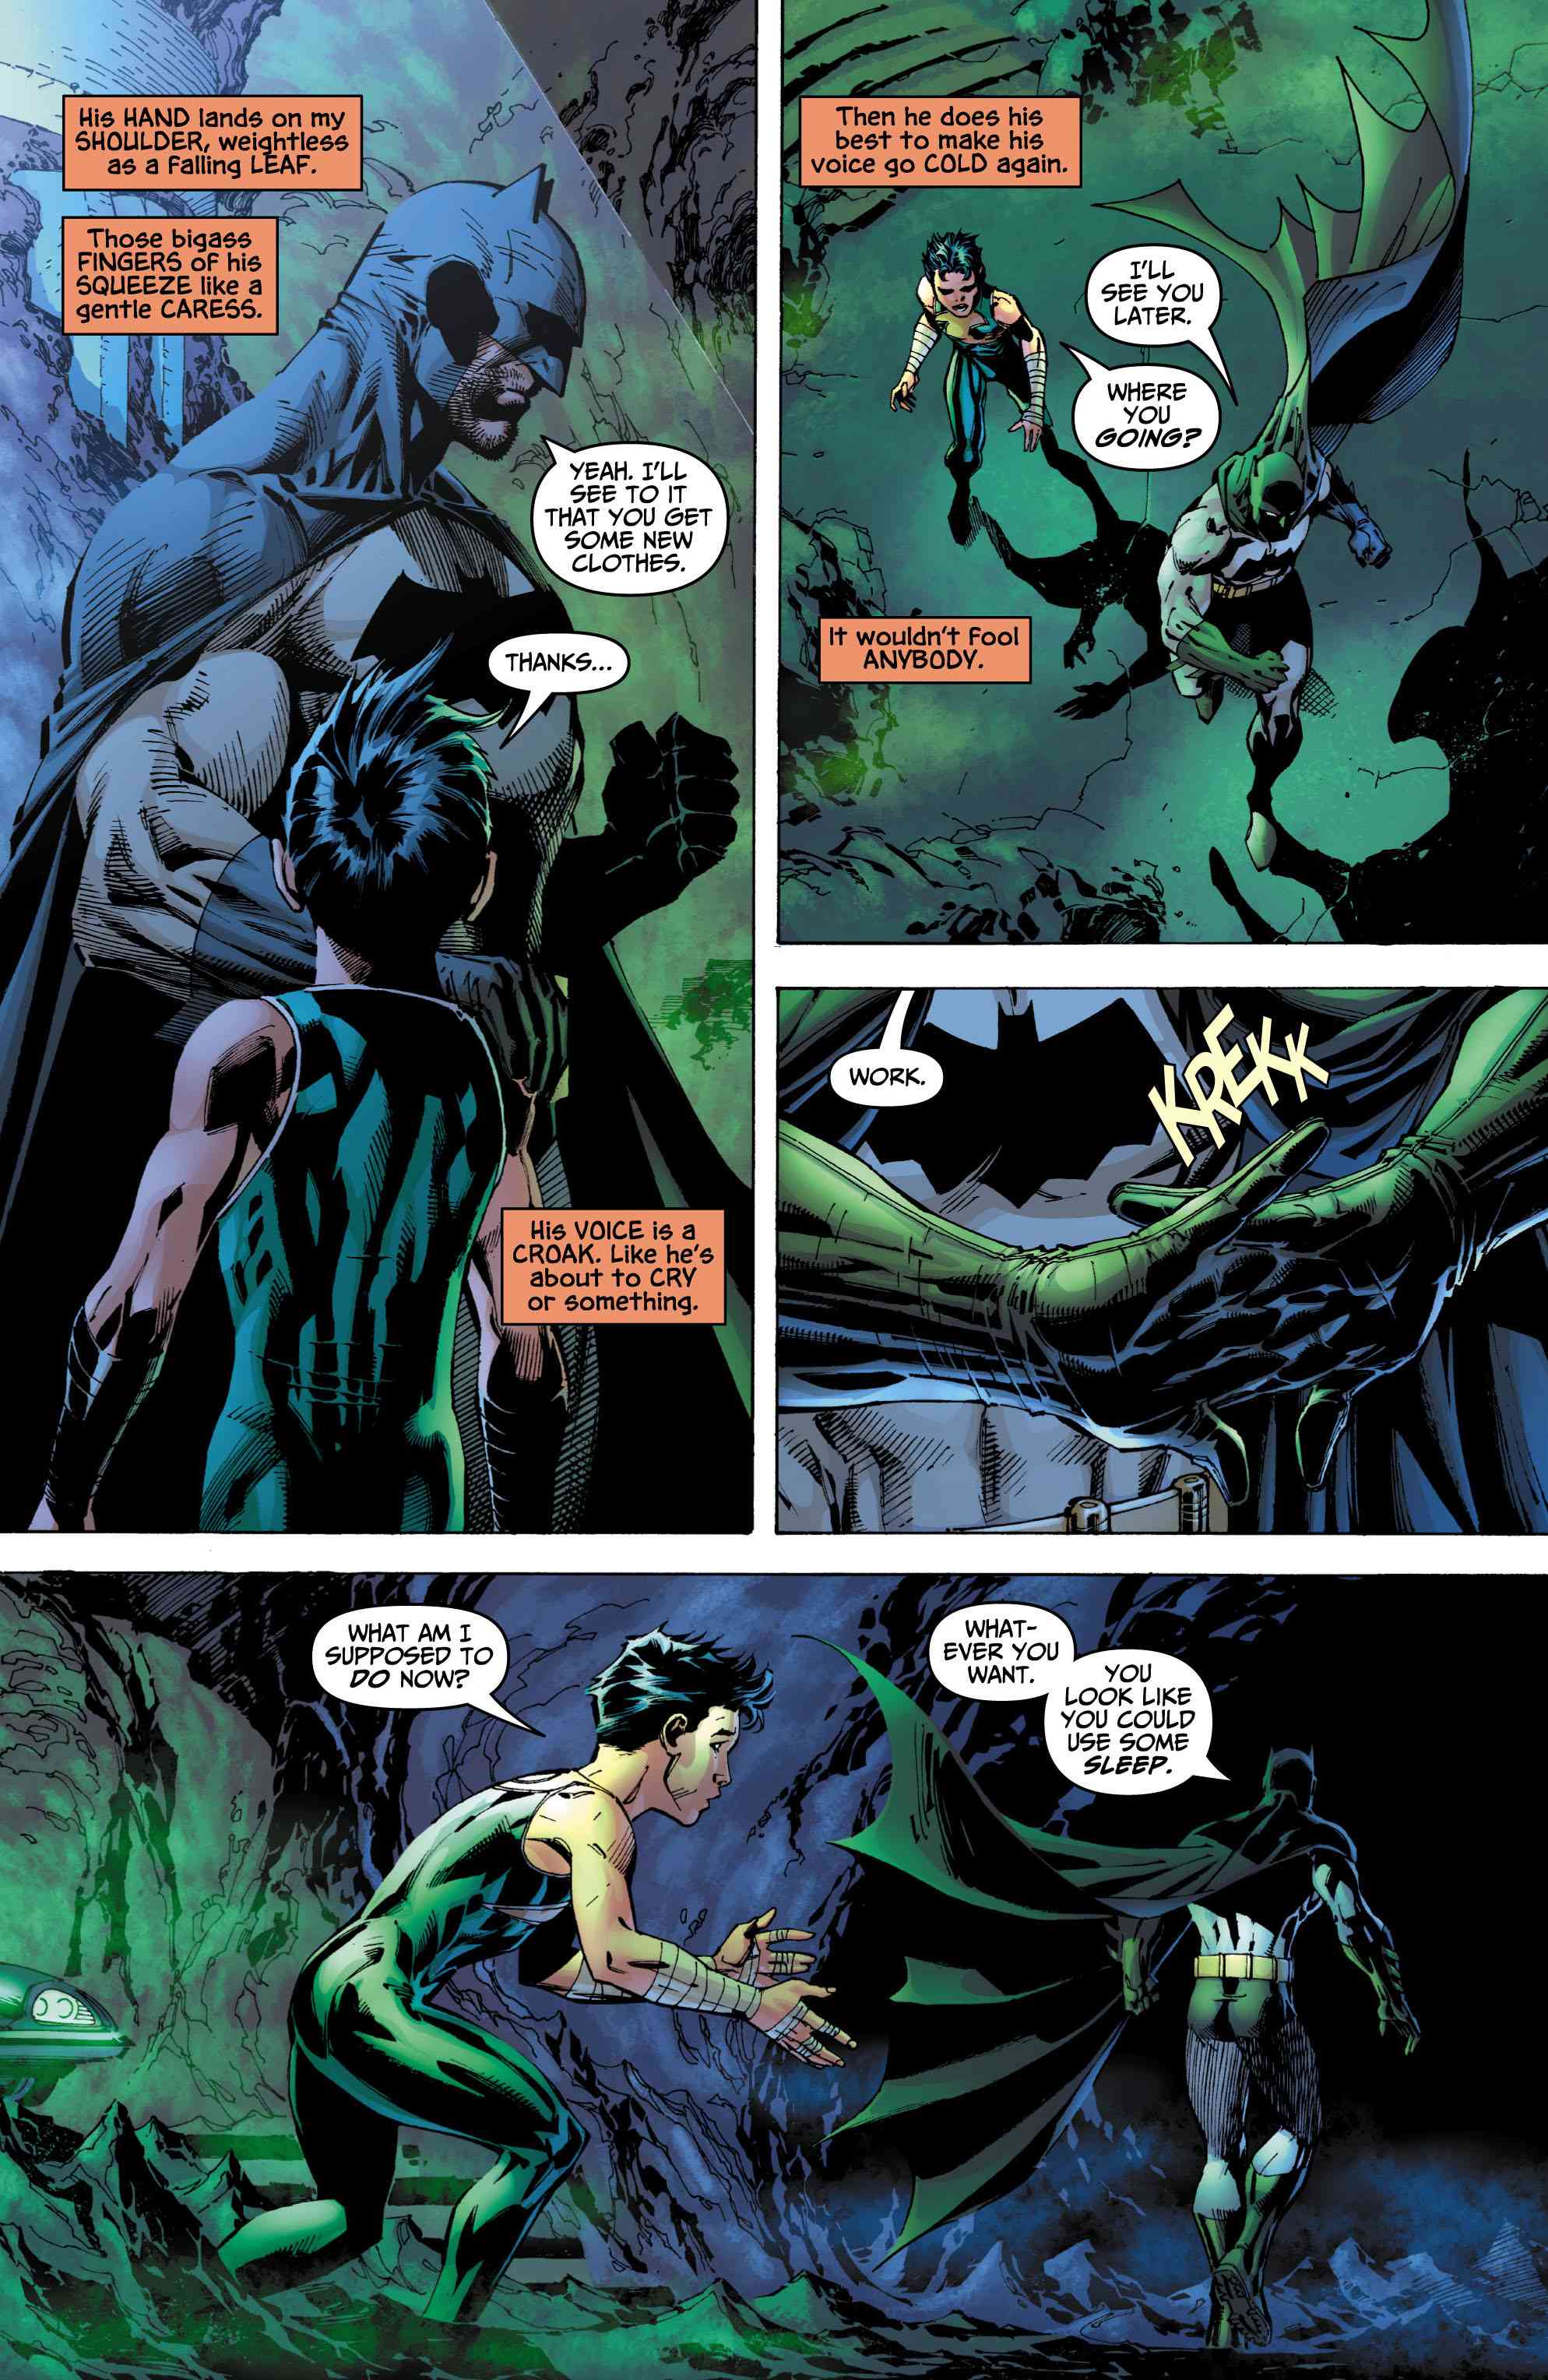 His HAND lands on my
SHOULDER, weightless
as a falling LEAF.
Those bigass
FINGERS of his
SQUEEZE like a
gentle CARESS.
YEAH. I'LL
SEE TO IT
THAT YOU GET
SOME NEW
CLOTHES.
THANKS...
His VOICE is a
CROAK. Like he's
about to CRY
or something.
Then he does his
best to make his
voice go COLD again.
I'LL
SEE YOU
LATER.
WHERE
YOU
GOING?
It wouldn't fool
ANYBODY.
WORK.
KREKK
WHAT AM I
SUPPOSED TO
DO NOW?
WHAT-
EVER YOU
WANT.
YOU
LOOK LIKE
YOU COULD
USE SOME
SLEEP.